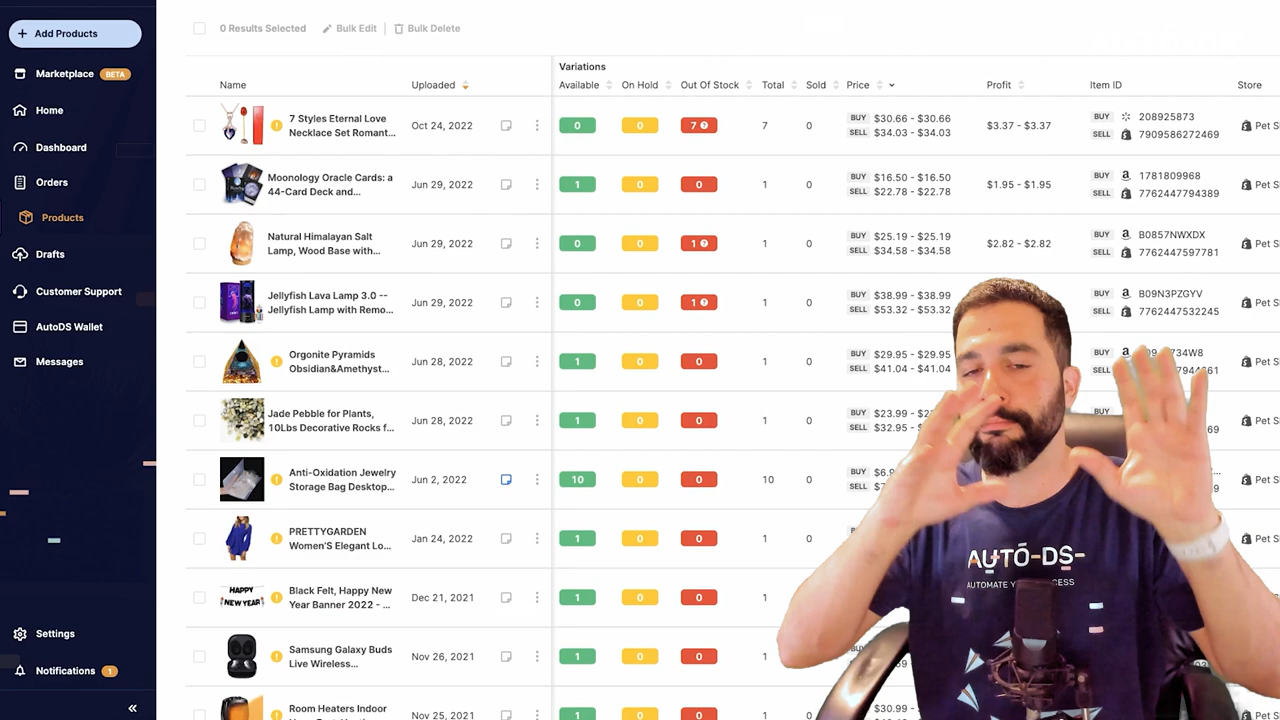 + Add Products
Marketplace BETA
Home
Dashboard
Orders
Products
Drafts
Customer Support
AutoDS Wallet
Messages
Settings
Notifications 1
«
0 Results Selected Bulk Edit Bulk Delete
Variations
Name Uploaded Available On Hold Out Of Stock Total Sold Price Profit Item ID Store
7 Styles Eternal Love
Necklace Set Romant...
Oct 24, 2022 0 0 7 7 0
BUY $30.66 - $30.66
SELL $34.03 - $34.03
$3.37 - $3.37
BUY 208925873
SELL 7909586272469
Pet S
Moonology Oracle Cards: a
44-Card Deck and...
Jun 29, 2022 1 0 0 1 0
BUY $16.50 - $16.50
SELL $22.78 - $22.78
$1.95 - $1.95
BUY 1781809968
SELL 7762447794389
Pet S
Natural Himalayan Salt
Lamp, Wood Base with...
Jun 29, 2022 0 0 1 1 0
BUY $25.19 - $25.19
SELL $34.58 - $34.58
$2.82 - $2.82
BUY B0857NWXDX
SELL 7762447597781
Pet S
Jellyfish Lava Lamp 3.0 --
Jellyfish Lamp with Remo...
Jun 29, 2022 0 0 1 1 0
BUY $38.99 - $38.99
SELL $53.32 - $53.32
BUY B09N3PZGYV
SELL 7762447532245
Pet S
Orgonite Pyramids
Obsidian&Amethyst...
Jun 28, 2022 1 0 0 1 0
BUY $29.95 - $29.95
SELL $41.04 - $41.04
BUY
SELL
Pet S
Jade Pebble for Plants,
10Lbs Decorative Rocks f...
Jun 28, 2022 1 0 0 1 0
BUY $23.99
SELL $32.95
BUY
Pet S
Anti-Oxidation Jewelry
Storage Bag Desktop...
Jun 2, 2022 10 0 0 10 0
BUY
SELL
Pet S
PRETTYGARDEN
Women'S Elegant Lo...
Jan 24, 2022 1 0 0 1
Pet S
HAPPY
NEW YEAR
Black Felt, Happy New
Year Banner 2022 - ...
Dec 21, 2021 1 0 0 1
Samsung Galaxy Buds
Live Wireless...
Nov 26, 2021 1 0 0 1
Room Heaters Indoor
Nov 25, 2021 1 0 0
AUTO-DS-